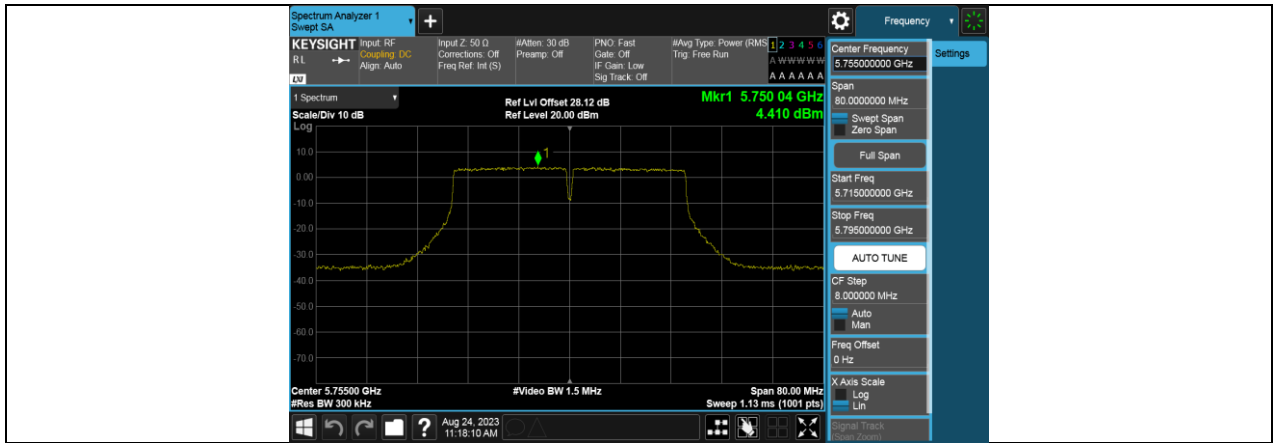 Spectrum Analyzer 1
Swept SA
Frequency
KEYSIGHT
RL
LXI
Input: RF
Coupling: DC
Align: Auto
Input Z: 50 Ω
Corrections: Off
Freq Ref: Int (S)
#Atten: 30 dB
Preamp: Off
PNO: Fast
Gate: Off
IF Gain: Low
Sig Track: Off
#Avg Type: Power (RMS
Trig: Free Run
1 2 3 4 5 6
A W W W W W
A A A A A A
1 Spectrum
Scale/Div 10 dB
Log
Ref Lvl Offset 28.12 dB
Ref Level 20.00 dBm
Mkr1 5.750 04 GHz
4.410 dBm
1
10.0
0.00
-10.0
-20.0
-30.0
-40.0
-50.0
-60.0
-70.0
Center 5.75500 GHz
#Res BW 300 kHz
#Video BW 1.5 MHz
Span 80.00 MHz
Sweep 1.13 ms (1001 pts)
Center Frequency
5.755000000 GHz
Settings
Span
80.0000000 MHz
Swept Span
Zero Span
Full Span
Start Freq
5.715000000 GHz
Stop Freq
5.795000000 GHz
AUTO TUNE
CF Step
8.000000 MHz
Auto
Man
Freq Offset
0 Hz
X Axis Scale
Log
Lin
Signal Track
(Span Zoom)
?
Aug 24, 2023
11:18:10 AM